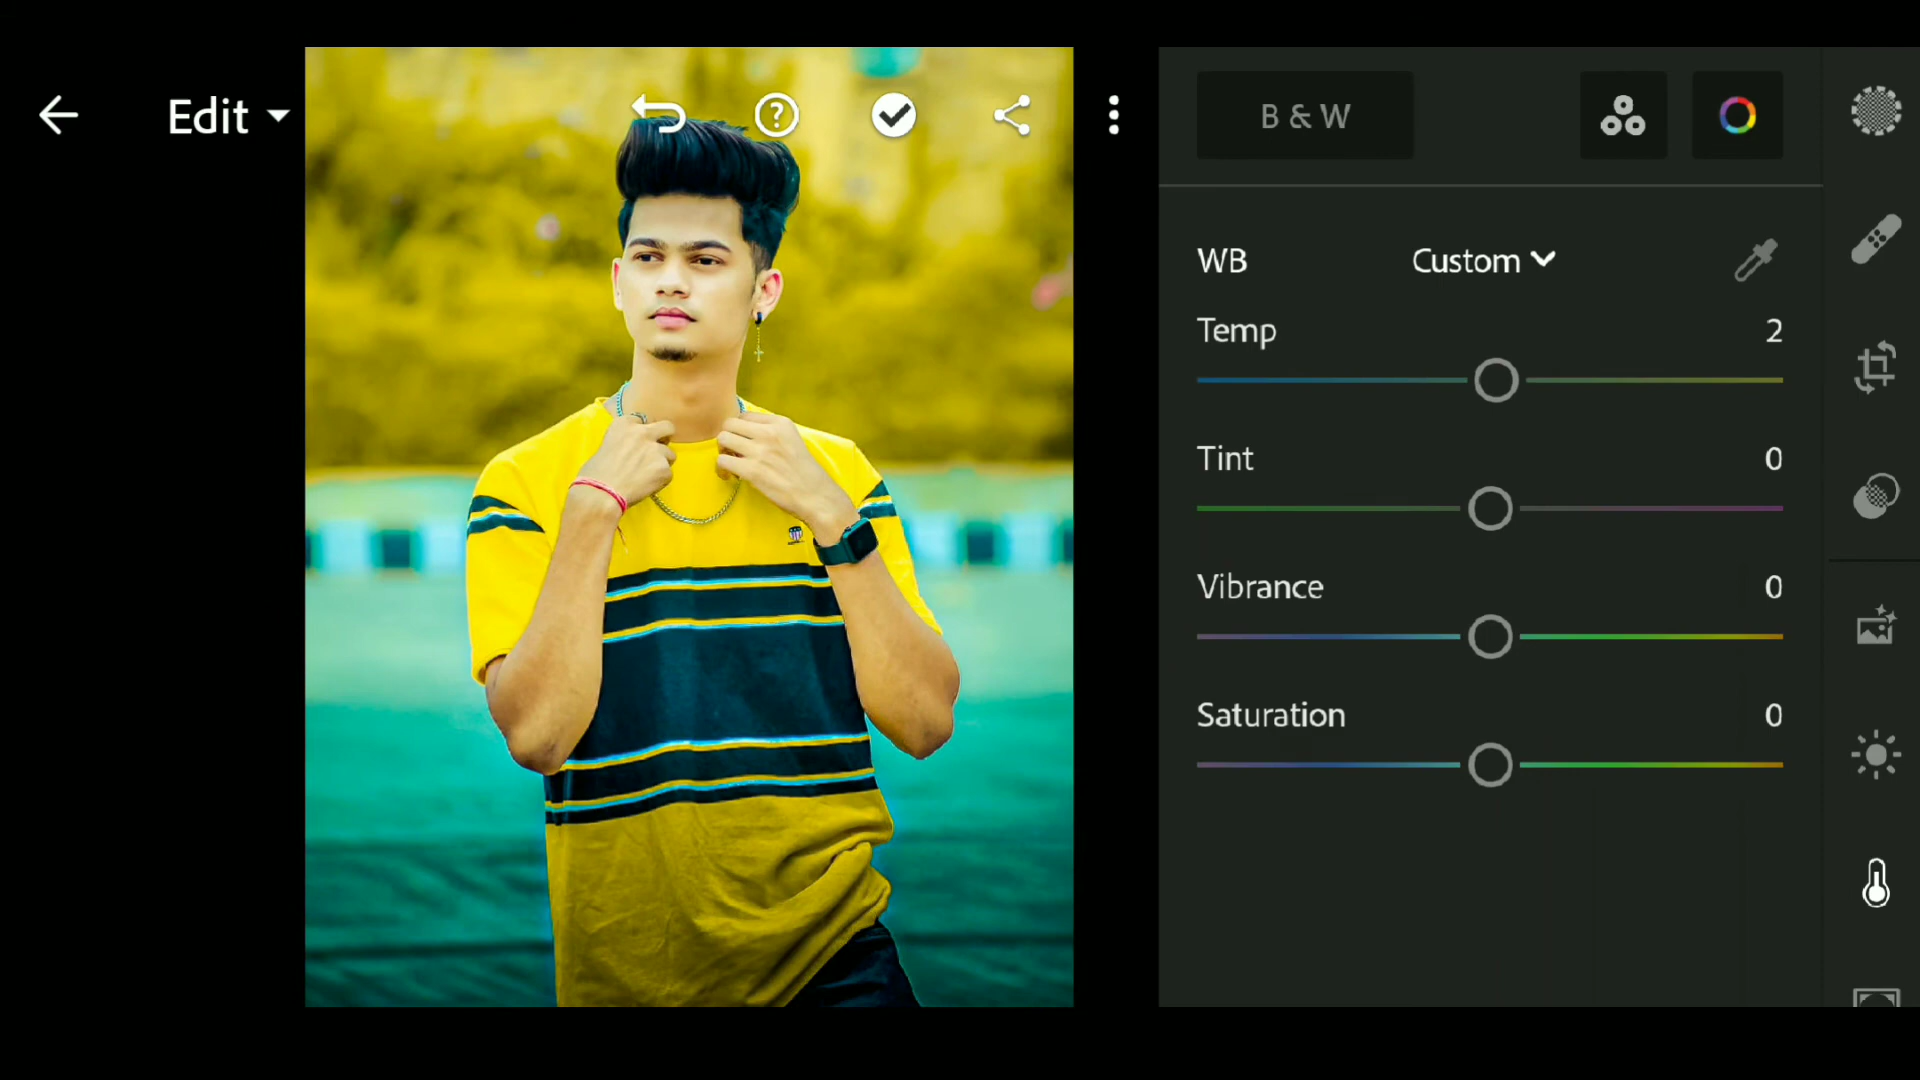 Edit
B & W
WB Custom
Temp 2
Tint 0
Vibrance 0
Saturation 0